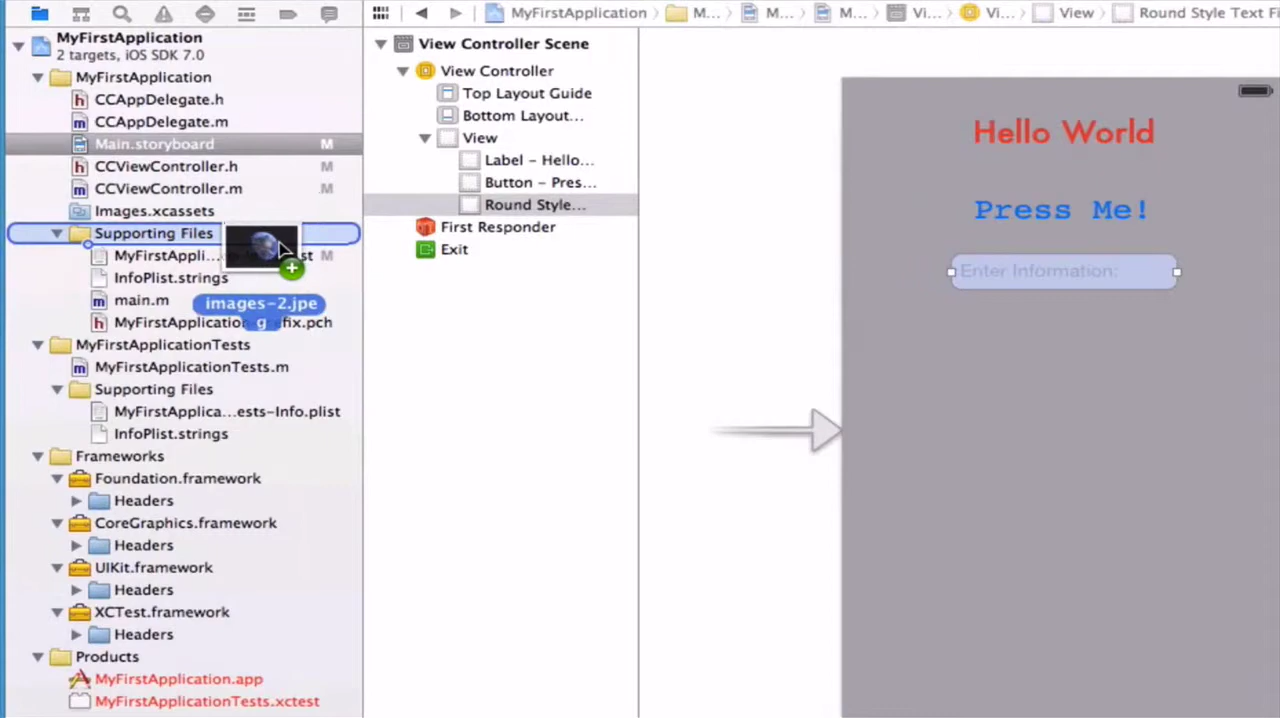 MyFirstApplication > M... > M... > M... > Vi... > Vi... > View > Round Style Text F
MyFirstApplication
2 targets, iOS SDK 7.0
MyFirstApplication
CCAppDelegate.h
CCAppDelegate.m
Main.storyboard M
CCViewController.h M
CCViewController.m M
Images.xcassets
Supporting Files
MyFirstAppli... st M
InfoPlist.strings
main.m
images-2.jpe
g
MyFirstApplication fix.pch
MyFirstApplicationTests
MyFirstApplicationTests.m
Supporting Files
MyFirstApplica...ests-Info.plist
InfoPlist.strings
Frameworks
Foundation.framework
Headers
CoreGraphics.framework
Headers
UIKit.framework
Headers
XCTest.framework
Headers
Products
MyFirstApplication.app
MyFirstApplicationTests.xctest
View Controller Scene
View Controller
Top Layout Guide
Bottom Layout...
View
Label – Hello...
Button – Pres...
Round Style...
First Responder
Exit
Hello World
Press Me!
Enter Information: